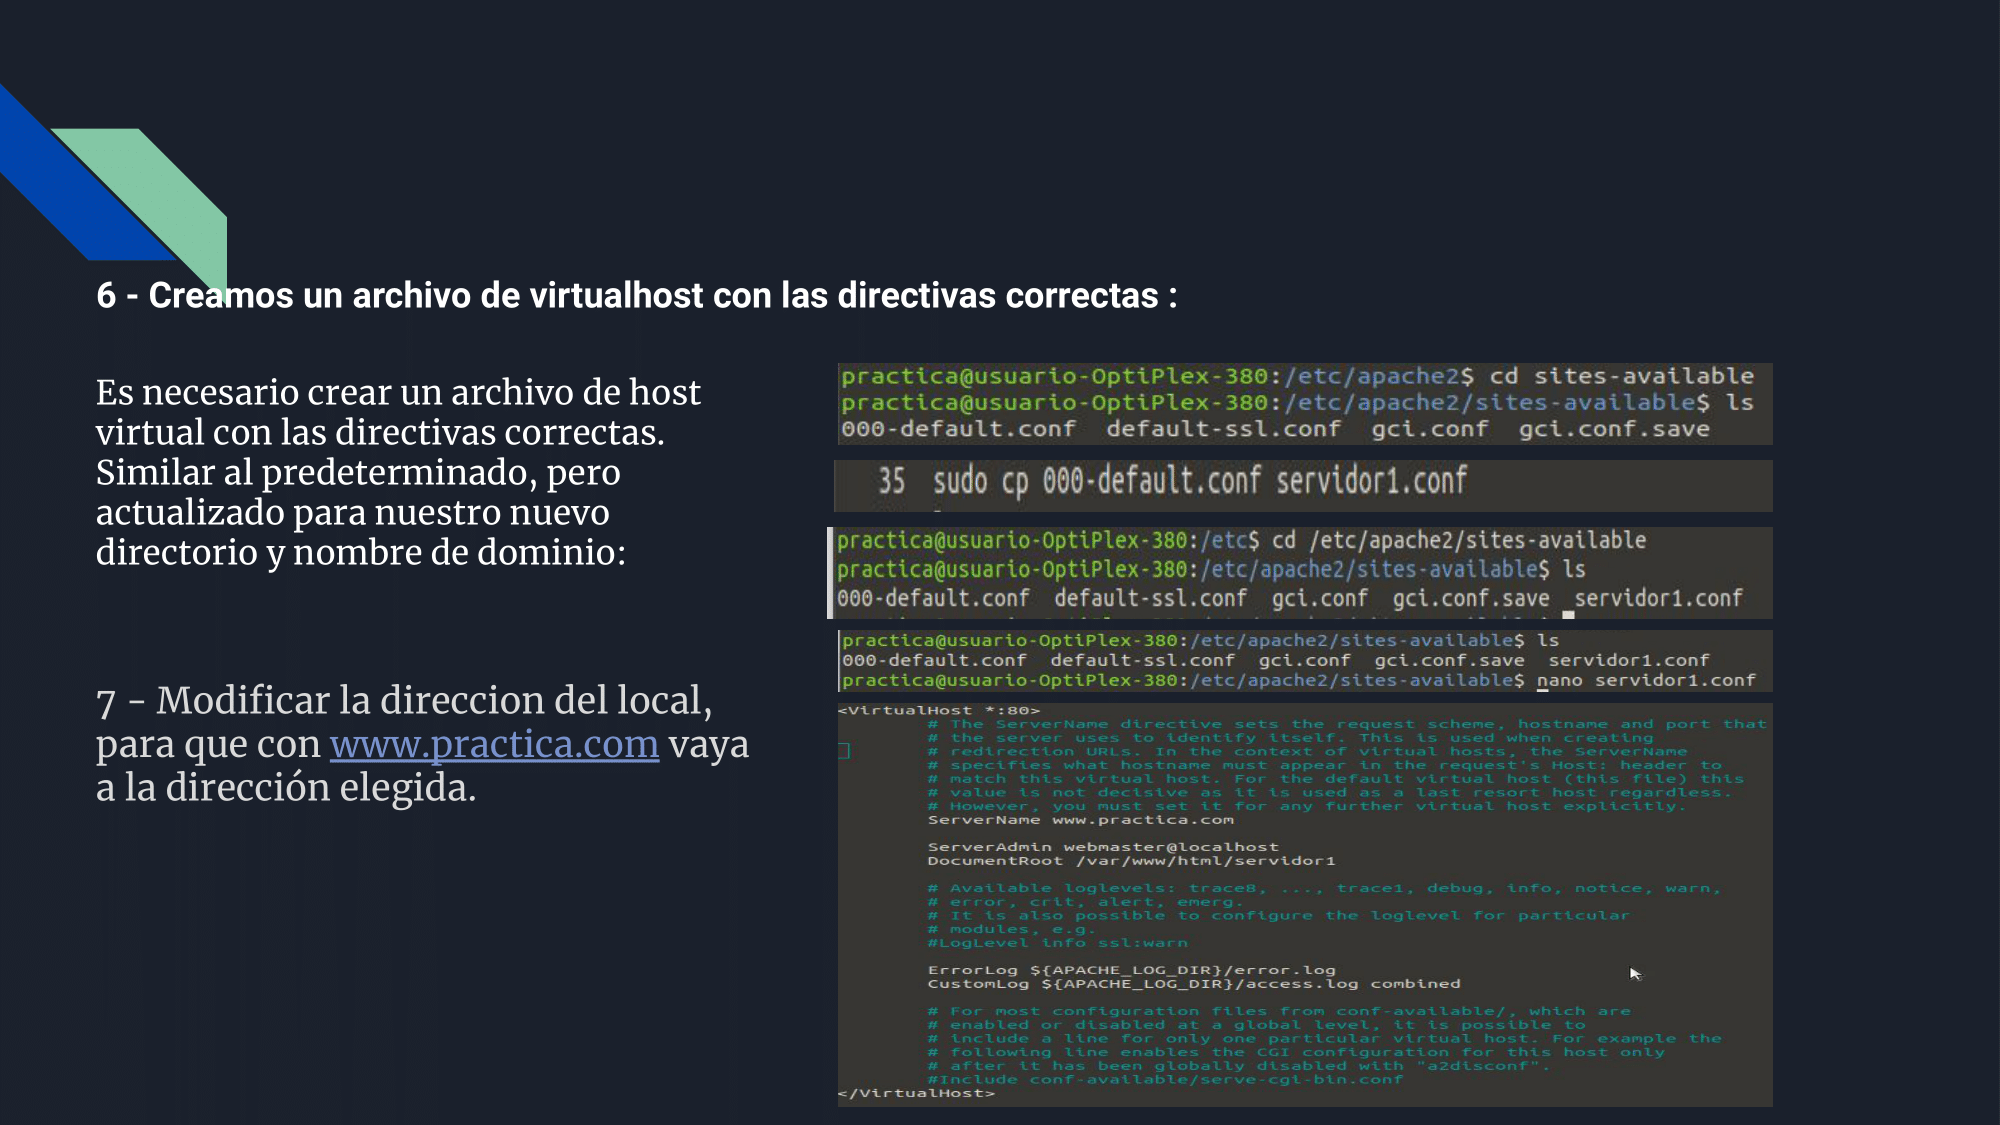 6 - Creamos un archivo de virtualhost con las directivas correctas :
Es necesario crear un archivo de host
virtual con las directivas correctas.
Similar al predeterminado, pero
actualizado para nuestro nuevo
directorio y nombre de dominio:
7 - Modificar la direccion del local,
para que con www.practica.com vaya
a la dirección elegida.
practica@usuario-OptiPlex-380:/etc/apache2$ cd sites-available
practica@usuario-OptiPlex-380:/etc/apache2/sites-available$ ls
000-default.conf  default-ssl.conf  gci.conf  gci.conf.save
35  sudo cp 000-default.conf servidor1.conf
practica@usuario-OptiPlex-380:/etc$ cd /etc/apache2/sites-available
practica@usuario-OptiPlex-380:/etc/apache2/sites-available$ ls
000-default.conf  default-ssl.conf  gci.conf  gci.conf.save  servidor1.conf
practica@usuario-OptiPlex-380:/etc/apache2/sites-available$ ls
000-default.conf  default-ssl.conf  gci.conf  gci.conf.save  servidor1.conf
practica@usuario-OptiPlex-380:/etc/apache2/sites-available$ nano servidor1.conf
<VirtualHost *:80>
# The ServerName directive sets the request scheme, hostname and port that
# the server uses to identify itself. This is used when creating
# redirection URLs. In the context of virtual hosts, the ServerName
# specifies what hostname must appear in the request's Host: header to
# match this virtual host. For the default virtual host (this file) this
# value is not decisive as it is used as a last resort host regardless.
# However, you must set it for any further virtual host explicitly.
ServerName www.practica.com
ServerAdmin webmaster@localhost
DocumentRoot /var/www/html/servidor1
# Available loglevels: trace8, ..., trace1, debug, info, notice, warn,
# error, crit, alert, emerg.
# It is also possible to configure the loglevel for particular
# modules, e.g.
#LogLevel info ssl:warn
ErrorLog ${APACHE_LOG_DIR}/error.log
CustomLog ${APACHE_LOG_DIR}/access.log combined
# For most configuration files from conf-available/, which are
# enabled or disabled at a global level, it is possible to
# include a line for only one particular virtual host. For example the
# following line enables the CGI configuration for this host only
# after it has been globally disabled with "a2disconf".
#Include conf-available/serve-cgi-bin.conf
</VirtualHost>